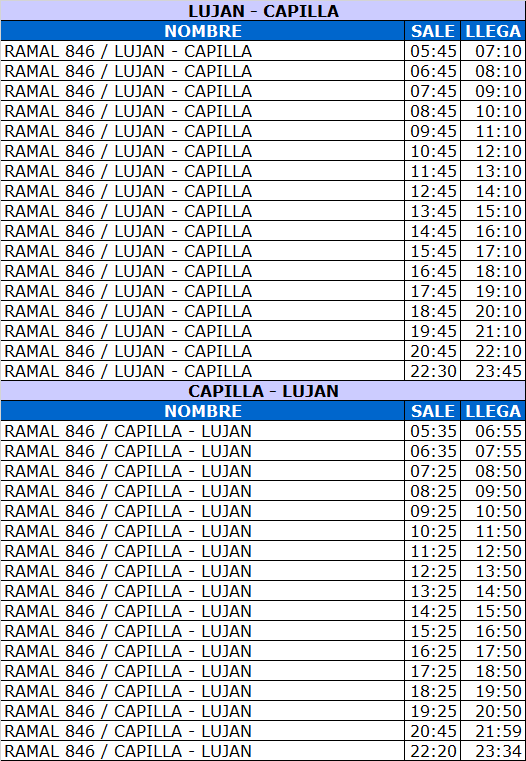 LUJAN - CAPILLA
NOMBRE SALE LLEGA
RAMAL 846 / LUJAN - CAPILLA 05:45 07:10
RAMAL 846 / LUJAN - CAPILLA 06:45 08:10
RAMAL 846 / LUJAN - CAPILLA 07:45 09:10
RAMAL 846 / LUJAN - CAPILLA 08:45 10:10
RAMAL 846 / LUJAN - CAPILLA 09:45 11:10
RAMAL 846 / LUJAN - CAPILLA 10:45 12:10
RAMAL 846 / LUJAN - CAPILLA 11:45 13:10
RAMAL 846 / LUJAN - CAPILLA 12:45 14:10
RAMAL 846 / LUJAN - CAPILLA 13:45 15:10
RAMAL 846 / LUJAN - CAPILLA 14:45 16:10
RAMAL 846 / LUJAN - CAPILLA 15:45 17:10
RAMAL 846 / LUJAN - CAPILLA 16:45 18:10
RAMAL 846 / LUJAN - CAPILLA 17:45 19:10
RAMAL 846 / LUJAN - CAPILLA 18:45 20:10
RAMAL 846 / LUJAN - CAPILLA 19:45 21:10
RAMAL 846 / LUJAN - CAPILLA 20:45 22:10
RAMAL 846 / LUJAN - CAPILLA 22:30 23:45
CAPILLA - LUJAN
NOMBRE SALE LLEGA
RAMAL 846 / CAPILLA - LUJAN 05:35 06:55
RAMAL 846 / CAPILLA - LUJAN 06:35 07:55
RAMAL 846 / CAPILLA - LUJAN 07:25 08:50
RAMAL 846 / CAPILLA - LUJAN 08:25 09:50
RAMAL 846 / CAPILLA - LUJAN 09:25 10:50
RAMAL 846 / CAPILLA - LUJAN 10:25 11:50
RAMAL 846 / CAPILLA - LUJAN 11:25 12:50
RAMAL 846 / CAPILLA - LUJAN 12:25 13:50
RAMAL 846 / CAPILLA - LUJAN 13:25 14:50
RAMAL 846 / CAPILLA - LUJAN 14:25 15:50
RAMAL 846 / CAPILLA - LUJAN 15:25 16:50
RAMAL 846 / CAPILLA - LUJAN 16:25 17:50
RAMAL 846 / CAPILLA - LUJAN 17:25 18:50
RAMAL 846 / CAPILLA - LUJAN 18:25 19:50
RAMAL 846 / CAPILLA - LUJAN 19:25 20:50
RAMAL 846 / CAPILLA - LUJAN 20:45 21:59
RAMAL 846 / CAPILLA - LUJAN 22:20 23:34